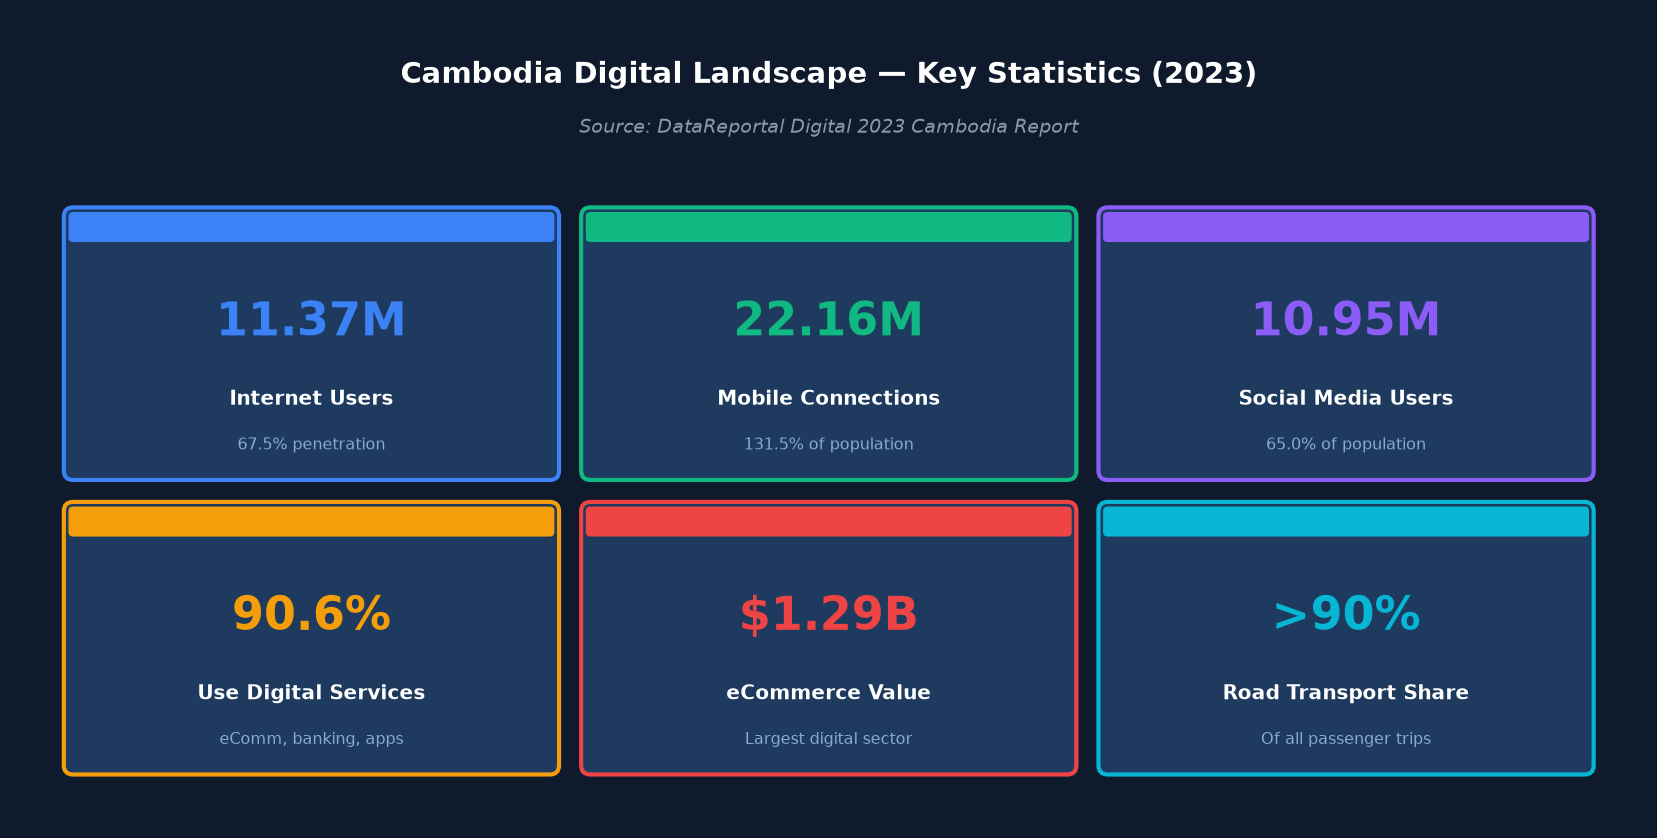 Cambodia Digital Landscape — Key Statistics (2023)
Source: DataReportal Digital 2023 Cambodia Report
11.37M
Internet Users
67.5% penetration
22.16M
Mobile Connections
131.5% of population
10.95M
Social Media Users
65.0% of population
90.6%
Use Digital Services
eComm, banking, apps
$1.29B
eCommerce Value
Largest digital sector
>90%
Road Transport Share
Of all passenger trips